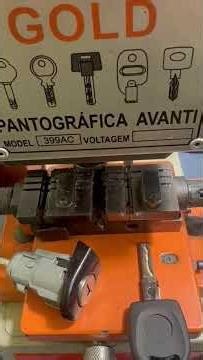 GOLD
PANTOGRÁFICA AVANTI
MODEL 399AC VOLTAGEM